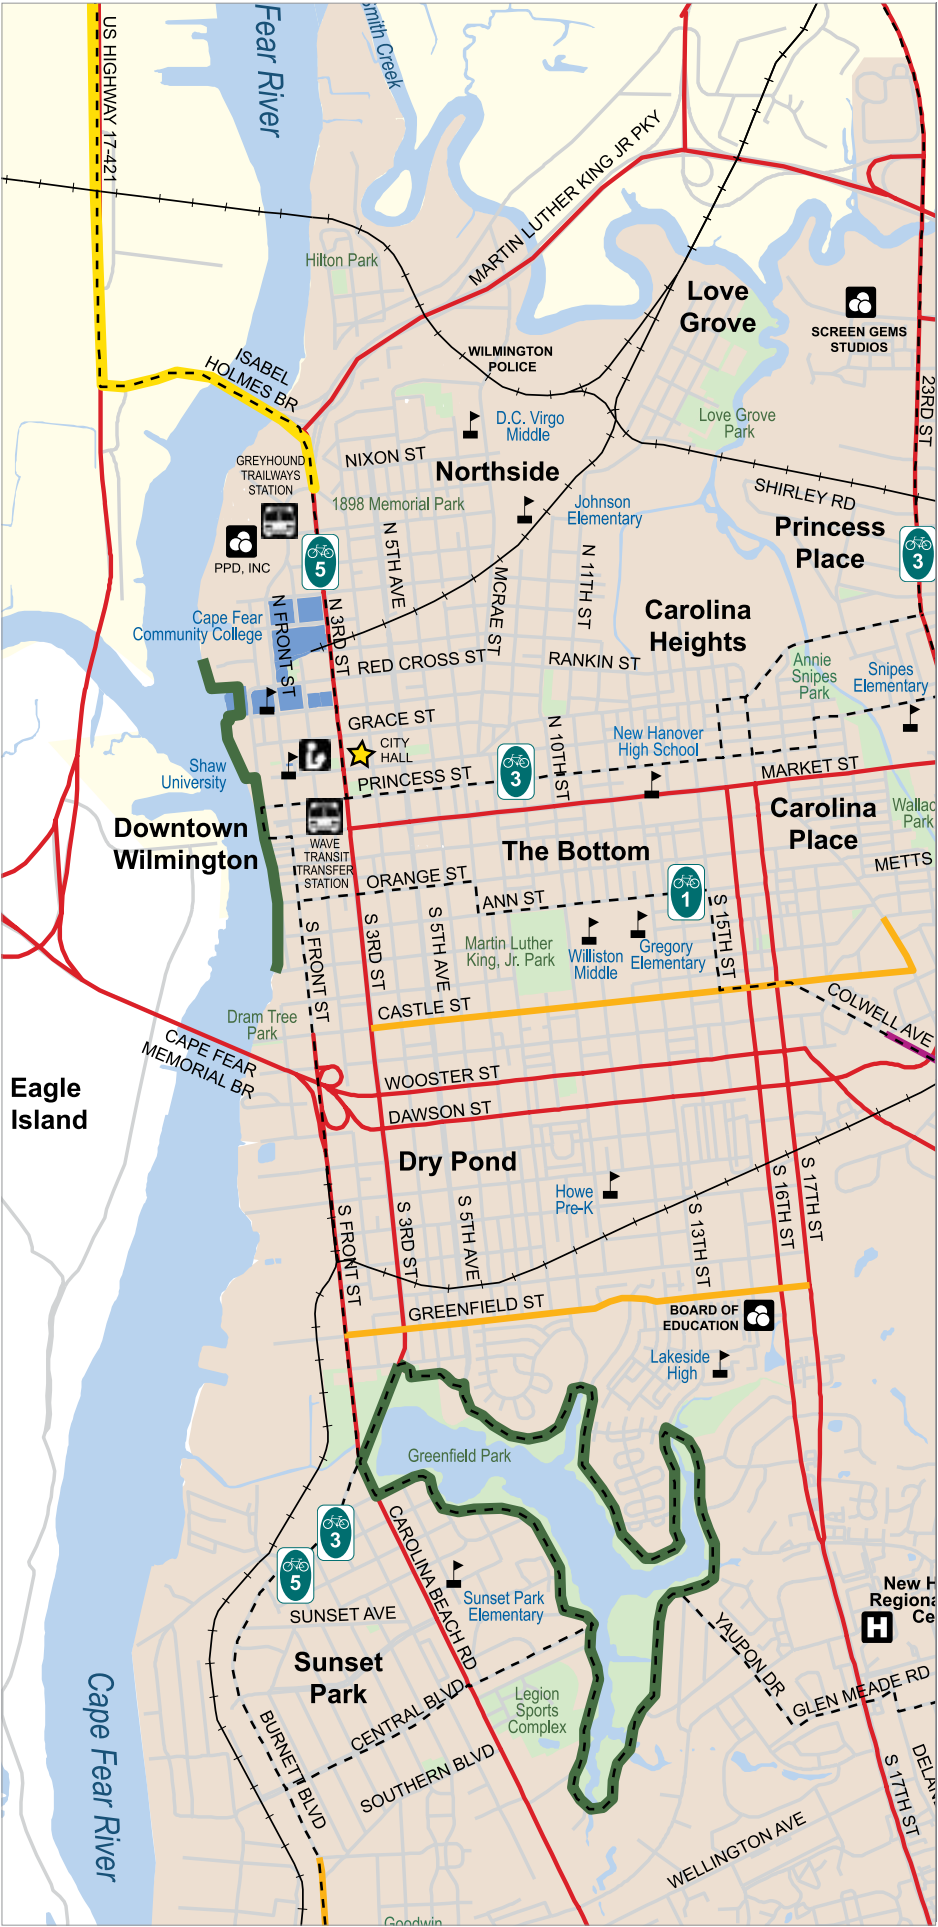 US HIGHWAY 17-421
Fear River
Smith Creek
MARTIN LUTHER KING JR PKY
Hilton Park
Love
Grove
SCREEN GEMS
STUDIOS
WILMINGTON
POLICE
ISABEL
HOLMES BR
23RD ST
Love Grove
Park
D.C. Virgo
Middle
NIXON ST
Northside
GREYHOUND
TRAILWAYS
STATION
1898 Memorial Park
SHIRLEY RD
Johnson
Elementary
Princess
Place
PPD, INC
5
3
N 5TH AVE
MCRAE ST
N 11TH ST
Carolina
Heights
Cape Fear
Community College
N FRONT ST
N 3RD ST
RED CROSS ST
RANKIN ST
Annie
Snipes
Park
Snipes
Elementary
GRACE ST
CITY
HALL
N 10TH ST
New Hanover
High School
Shaw
University
PRINCESS ST
3
MARKET ST
Downtown
Wilmington
WAVE
TRANSIT
TRANSFER
STATION
The Bottom
Carolina
Place
Wallac
Park
METTS
ORANGE ST
ANN ST
1
S FRONT ST
S 3RD ST
S 5TH AVE
S 15TH ST
Martin Luther
King, Jr. Park
Williston
Middle
Gregory
Elementary
CASTLE ST
COLWELL AVE
Dram Tree
Park
CAPE FEAR
MEMORIAL BR
WOOSTER ST
DAWSON ST
Eagle
Island
Dry Pond
Howe
Pre-K
S FRONT ST
S 3RD ST
S 5TH AVE
S 13TH ST
S 16TH ST
S 17TH ST
GREENFIELD ST
BOARD OF
EDUCATION
Lakeside
High
Greenfield Park
3
5
CAROLINA BEACH RD
Sunset Park
Elementary
SUNSET AVE
Sunset
Park
New H
Regiona
Ce
H
YAUPON DR
GLEN MEADE RD
CENTRAL BLVD
Legion
Sports
Complex
BURNETT BLVD
SOUTHERN BLVD
Cape Fear River
DELAN
S 17TH ST
WELLINGTON AVE
Goodwin